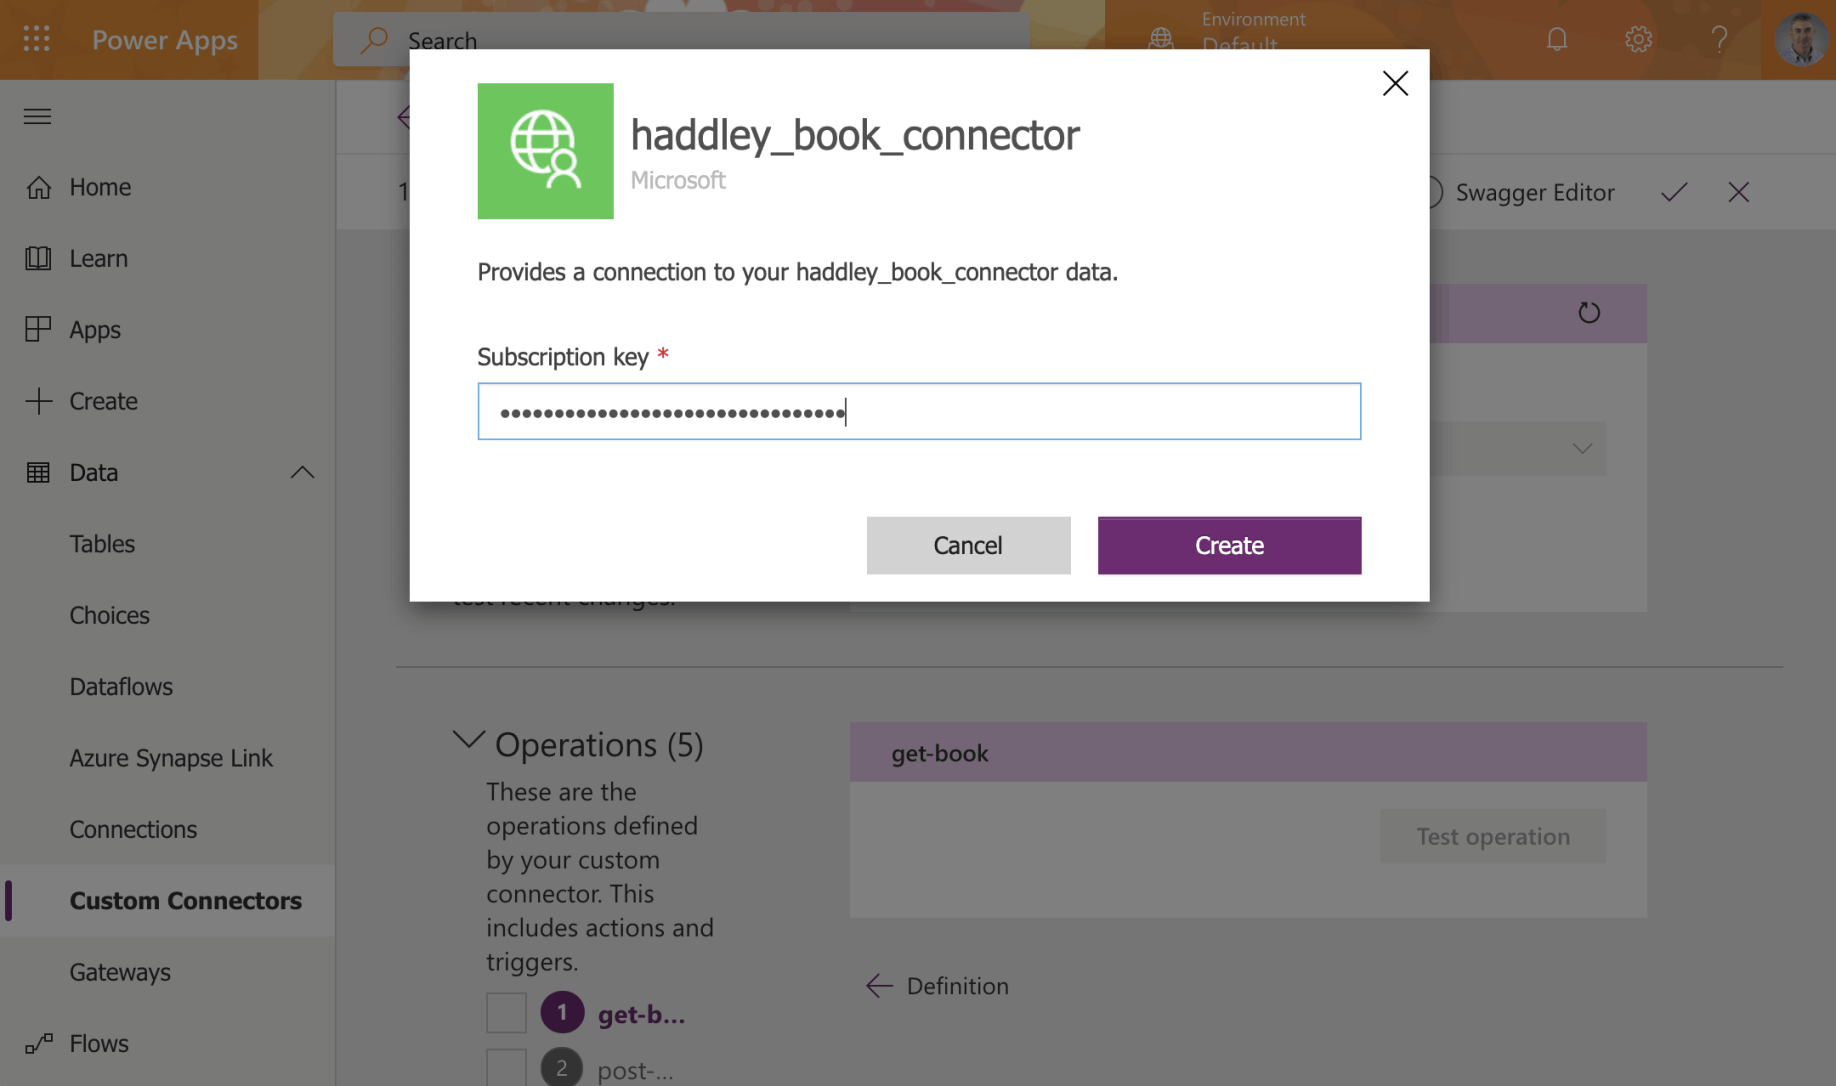 Power Apps
Search
Environment
Default
haddley_book_connector
Microsoft
Provides a connection to your haddley_book_connector data.
Subscription key *
••••••••••••••••••••••••••••••••
Cancel
Create
Home
Learn
Apps
Create
Data
Tables
Choices
Dataflows
Azure Synapse Link
Connections
Custom Connectors
Gateways
Flows
1
Swagger Editor
test recent changes.
Operations (5)
These are the
operations defined
by your custom
connector. This
includes actions and
triggers.
1 get-b...
2 post-...
get-book
Test operation
Definition